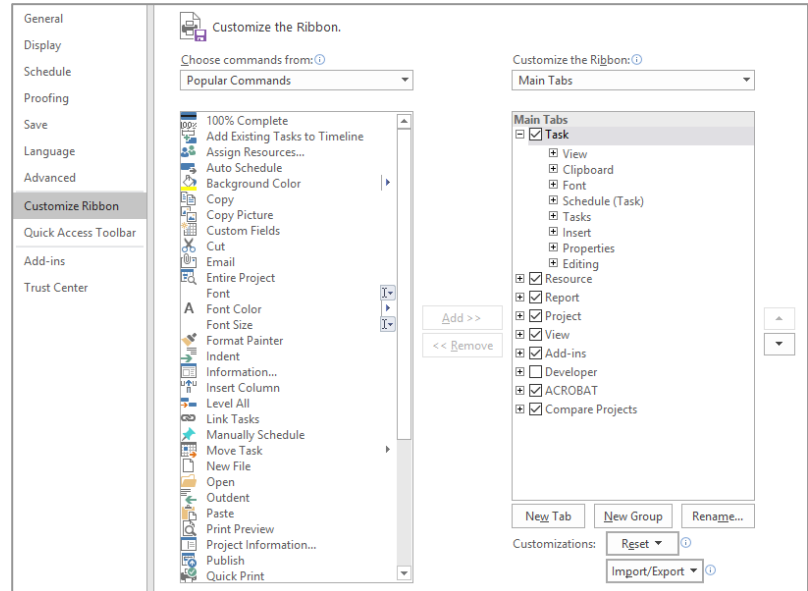 General
Display
Schedule
Proofing
Save
Language
Advanced
Customize Ribbon
Quick Access Toolbar
Add-ins
Trust Center
Customize the Ribbon.
Choose commands from:
Popular Commands
100% Complete
Add Existing Tasks to Timeline
Assign Resources...
Auto Schedule
Background Color
Copy
Copy Picture
Custom Fields
Cut
Email
Entire Project
Font
Font Color
Font Size
Format Painter
Indent
Information...
Insert Column
Level All
Link Tasks
Manually Schedule
Move Task
New File
Open
Outdent
Paste
Print Preview
Project Information...
Publish
Quick Print
Add >>
<< Remove
Customize the Ribbon:
Main Tabs
Main Tabs
Task
View
Clipboard
Font
Schedule (Task)
Tasks
Insert
Properties
Editing
Resource
Report
Project
View
Add-ins
Developer
ACROBAT
Compare Projects
New Tab
New Group
Rename...
Customizations:
Reset
Import/Export